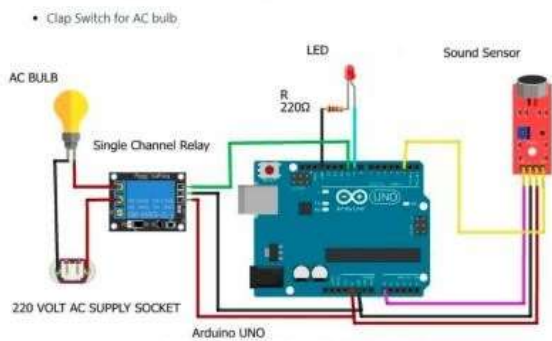 • Clap Switch for AC bulb
LED
Sound Sensor
AC BULB
R
220Ω
Single Channel Relay
UNO
220 VOLT AC SUPPLY SOCKET
Arduino UNO